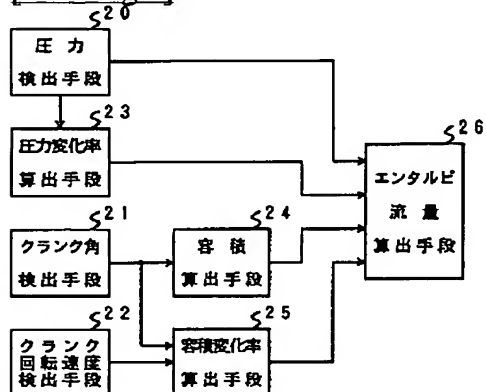 20
圧力
検出手段
23
圧力変化率
算出手段
26
エンタルピ
流量
算出手段
21
クランク角
検出手段
24
容積
算出手段
22
クランク
回転速度
検出手段
25
容積変化率
算出手段